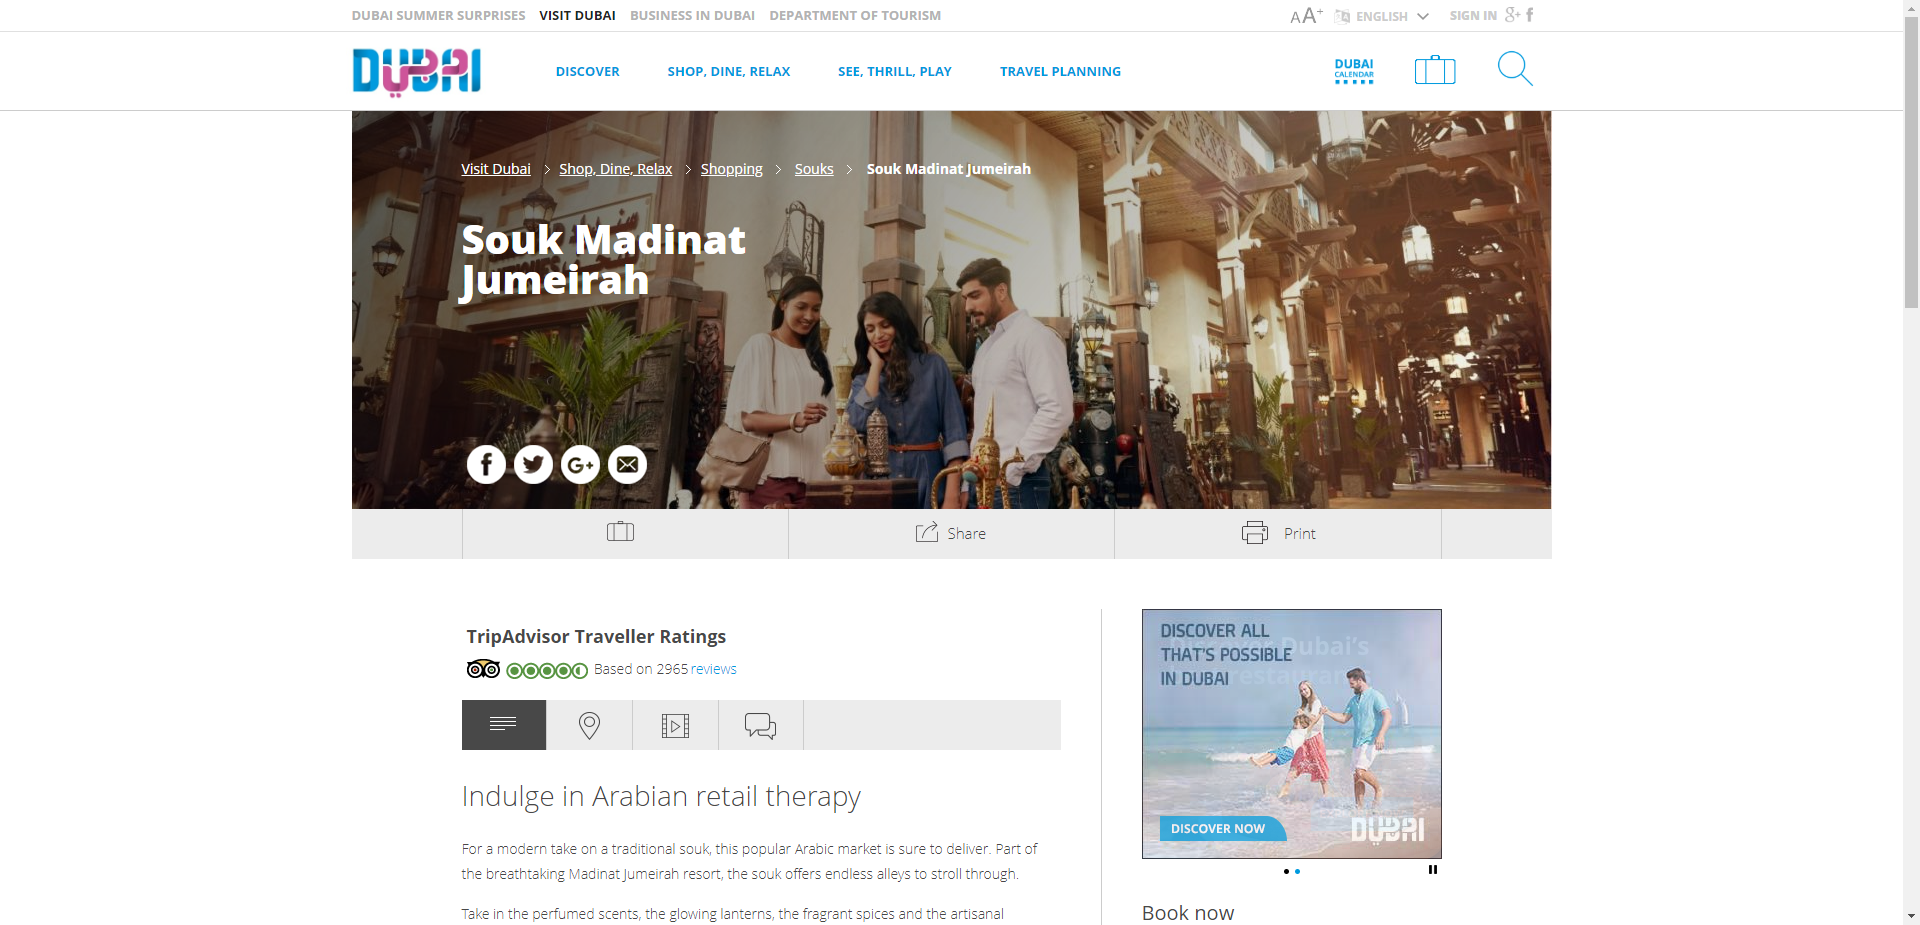 DUBAI SUMMER SURPRISES VISIT DUBAI BUSINESS IN DUBAI DEPARTMENT OF TOURISM
AA+ ENGLISH SIGN IN g+ f
DUBAI
DISCOVER SHOP, DINE, RELAX SEE, THRILL, PLAY TRAVEL PLANNING
DUBAI
CALENDAR
Visit Dubai > Shop, Dine, Relax > Shopping > Souks > Souk Madinat Jumeirah
Souk Madinat
Jumeirah
f G+
Share Print
TripAdvisor Traveller Ratings
Based on 2965 reviews
Indulge in Arabian retail therapy
For a modern take on a traditional souk, this popular Arabic market is sure to deliver. Part of
the breathtaking Madinat Jumeirah resort, the souk offers endless alleys to stroll through.
Take in the perfumed scents, the glowing lanterns, the fragrant spices and the artisanal
DISCOVER ALL
THAT'S POSSIBLE
IN DUBAI
Discover Dubai's
restaurants
DISCOVER NOW
DUBAI
Book now